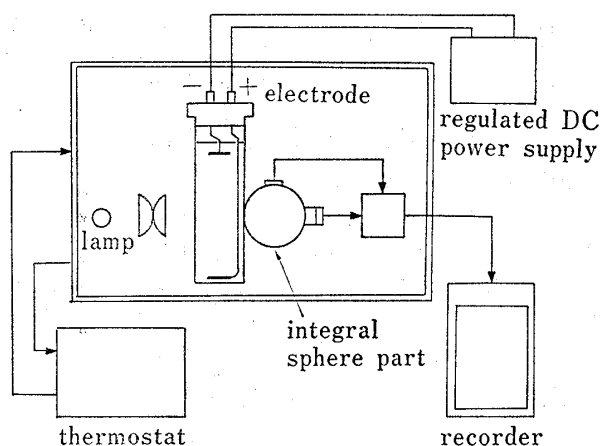 − +
electrode
regulated DC
power supply
lamp
integral
sphere part
thermostat
recorder